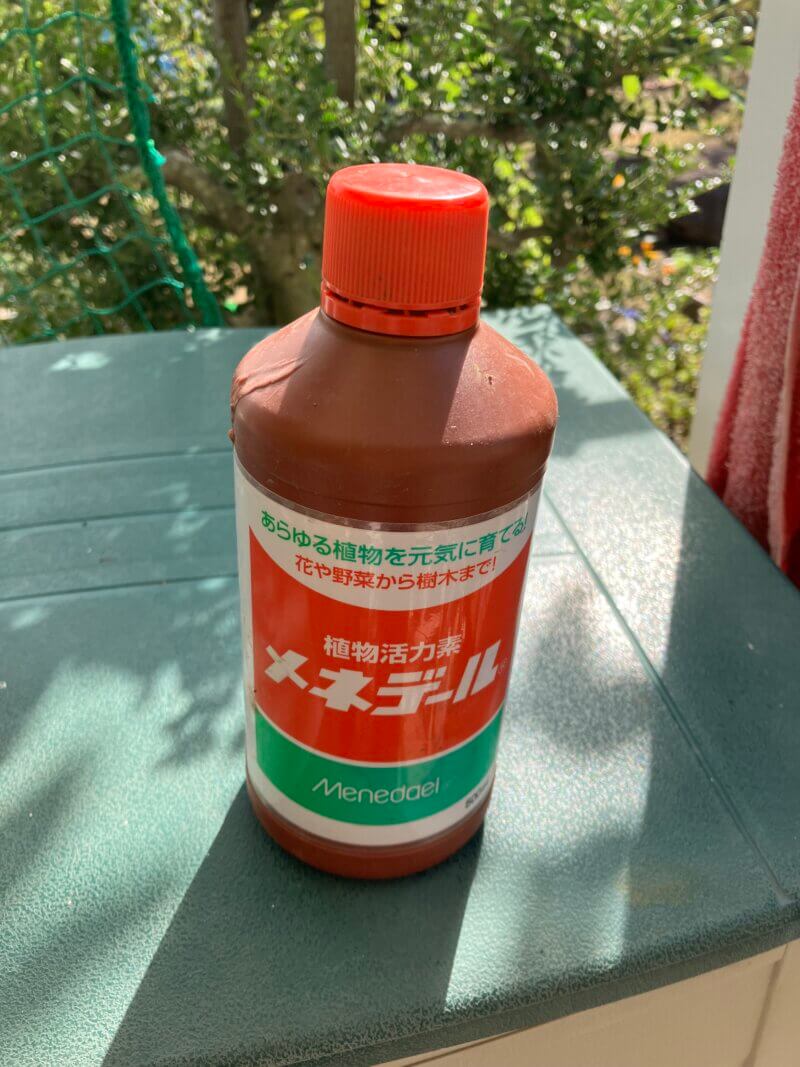 あらゆる植物を元気に育てる!
花や野菜から樹木まで!
植物活力素
メネデール®
Menedael